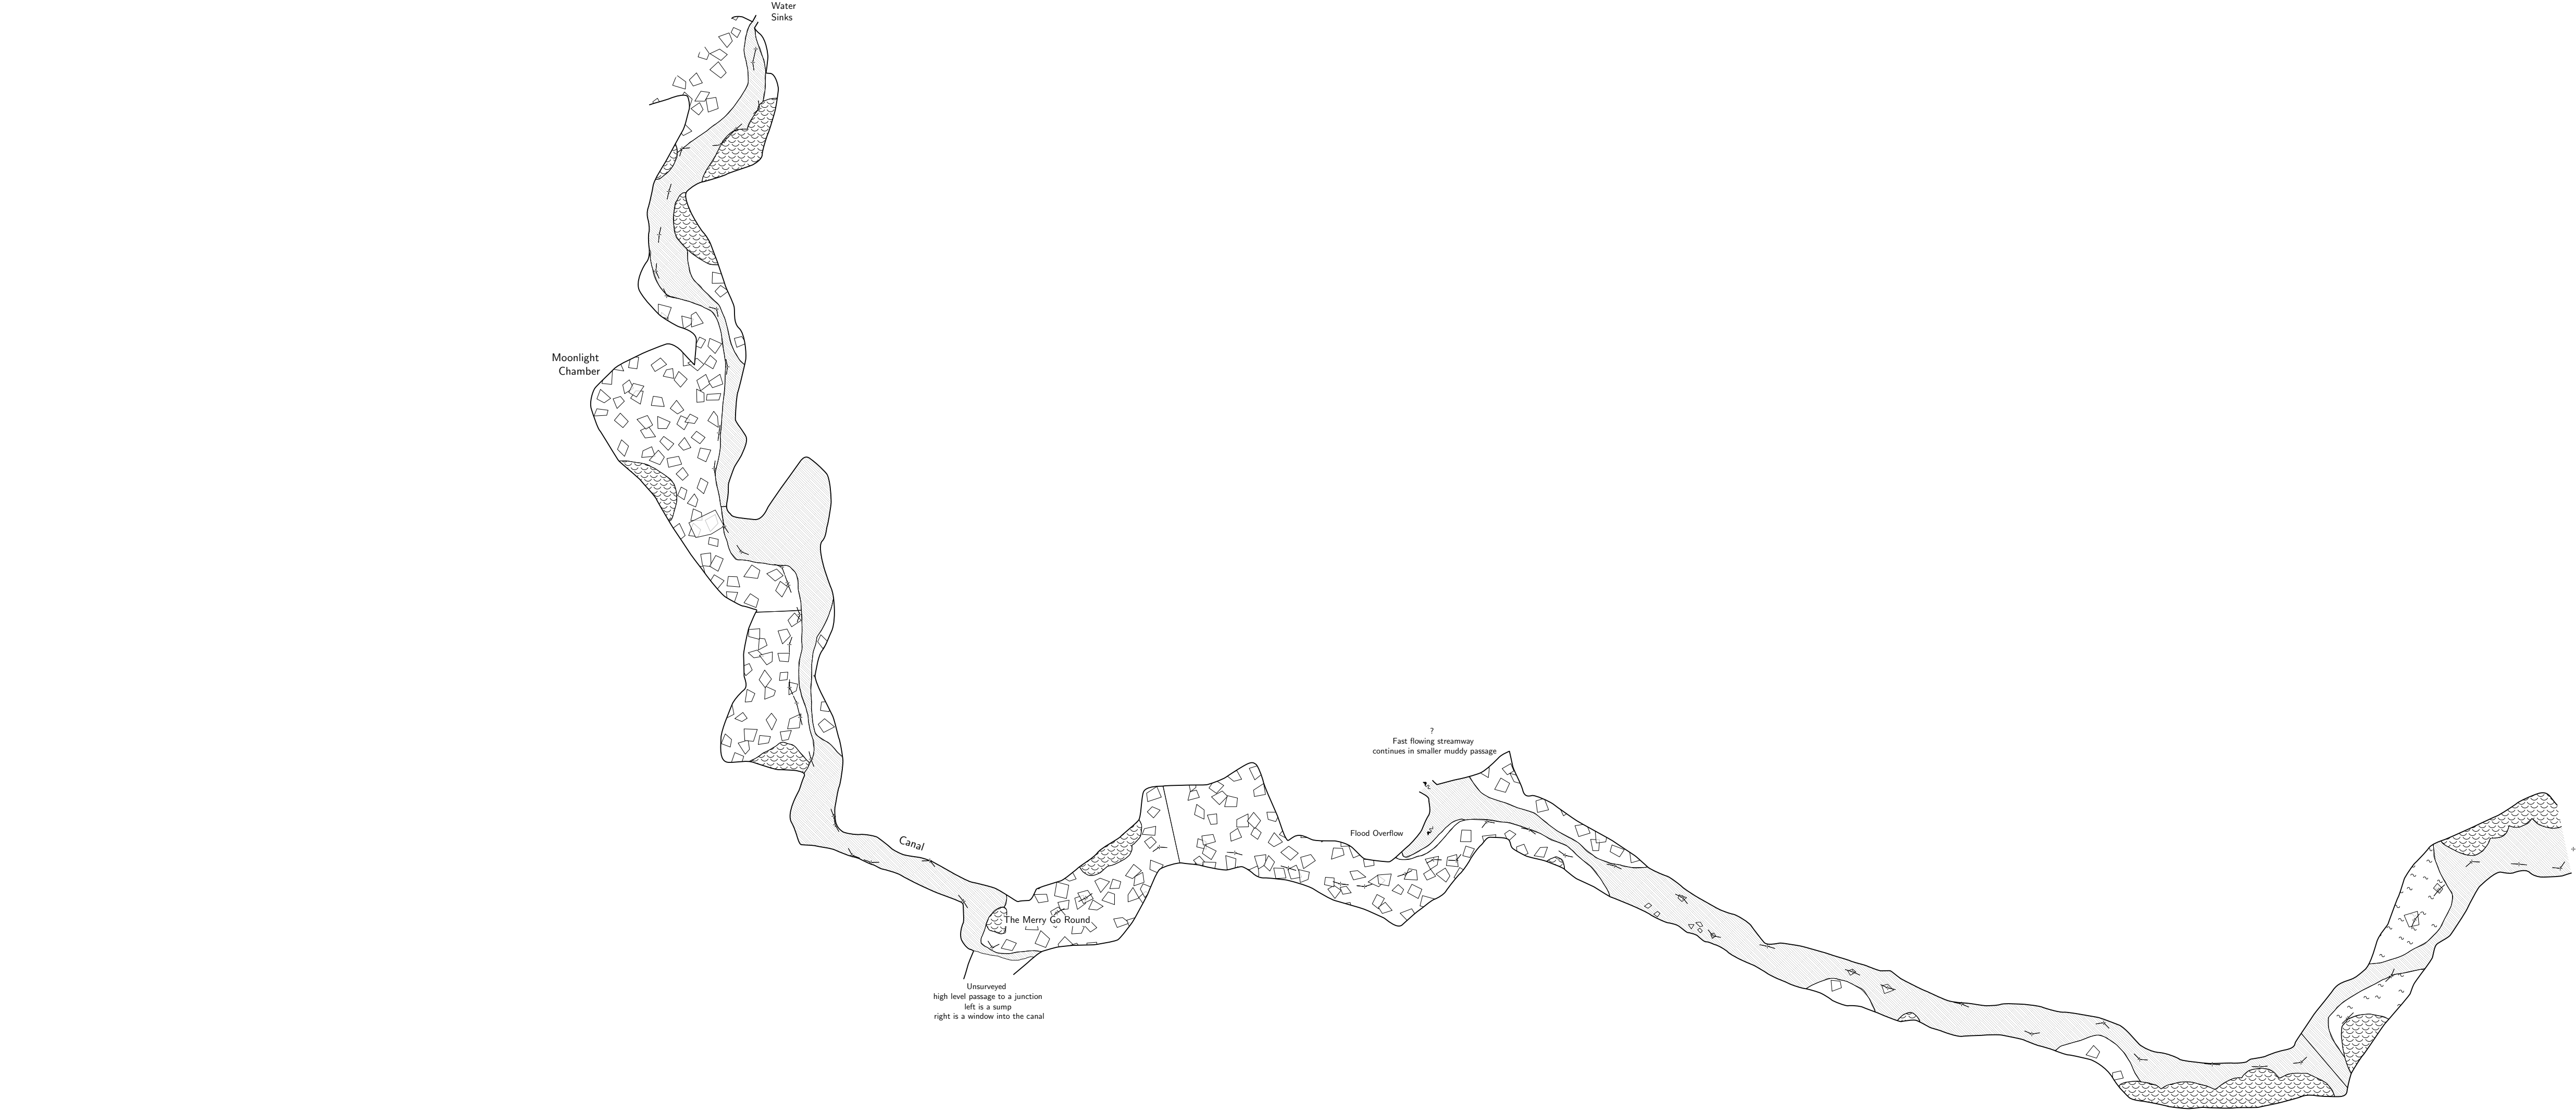 Water
Sinks
Moonlight
Chamber
?
Fast flowing streamway
continues in smaller muddy passage
Flood Overflow
Canal
The Merry Go Round
Unsurveyed
high level passage to a junction
left is a sump
right is a window into the canal